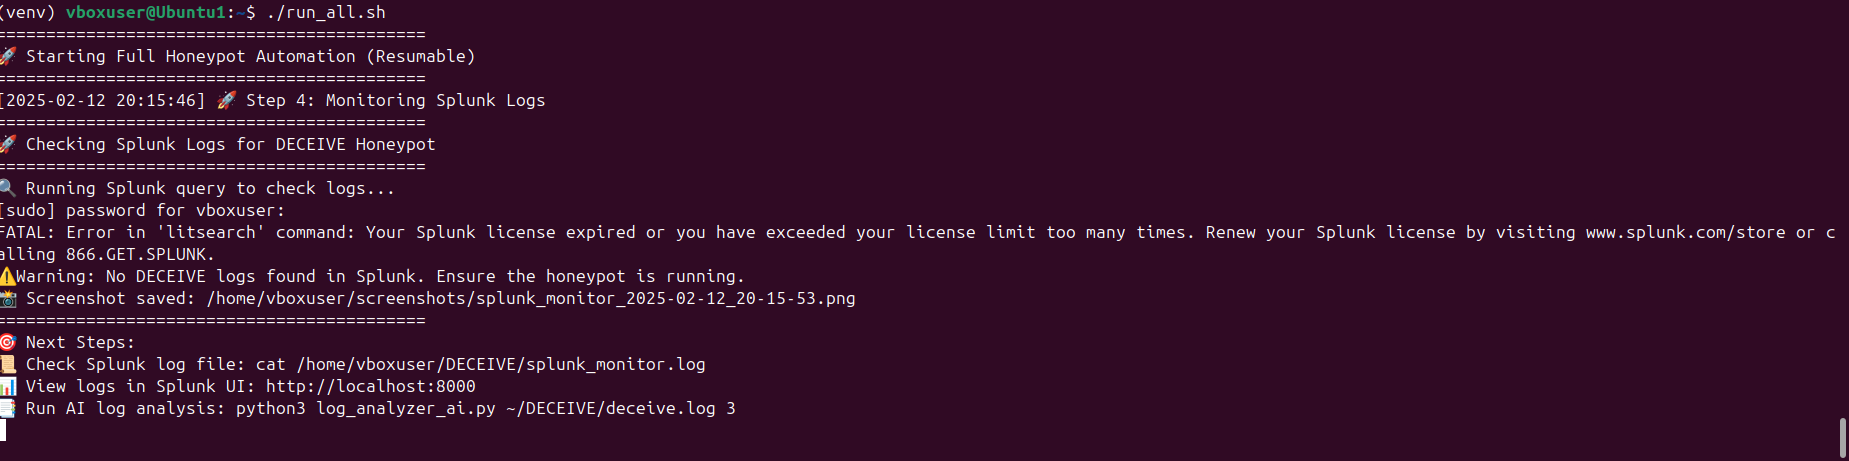 (venv) vboxuser@Ubuntu1:~$ ./run_all.sh
===========================================
🚀 Starting Full Honeypot Automation (Resumable)
===========================================
[2025-02-12 20:15:46] 🚀 Step 4: Monitoring Splunk Logs
===========================================
🚀 Checking Splunk Logs for DECEIVE Honeypot
===========================================
🔍 Running Splunk query to check logs...
[sudo] password for vboxuser:
FATAL: Error in 'litsearch' command: Your Splunk license expired or you have exceeded your license limit too many times. Renew your Splunk license by visiting www.splunk.com/store or c
alling 866.GET.SPLUNK.
⚠️Warning: No DECEIVE logs found in Splunk. Ensure the honeypot is running.
📸 Screenshot saved: /home/vboxuser/screenshots/splunk_monitor_2025-02-12_20-15-53.png
===========================================
🎯 Next Steps:
📜 Check Splunk log file: cat /home/vboxuser/DECEIVE/splunk_monitor.log
📊 View logs in Splunk UI: http://localhost:8000
📑 Run AI log analysis: python3 log_analyzer_ai.py ~/DECEIVE/deceive.log 3